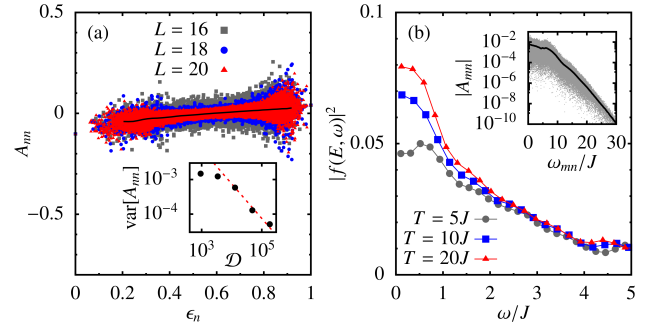 (a)
L = 16
L = 18
L = 20
A_nn
0.5
0
−0.5
0
0.2
0.4
0.6
0.8
1
ϵ_n
var[A_nn]
10^−3
10^−4
10^3
10^5
𝒟
(b)
|f(E, ω)|^2
0.1
0.05
0
0
1
2
3
4
5
ω/J
T = 5J
T = 10J
T = 20J
|A_mn|
10^−2
10^−4
10^−6
10^−8
10^−10
0
10
20
30
ω_mn/J